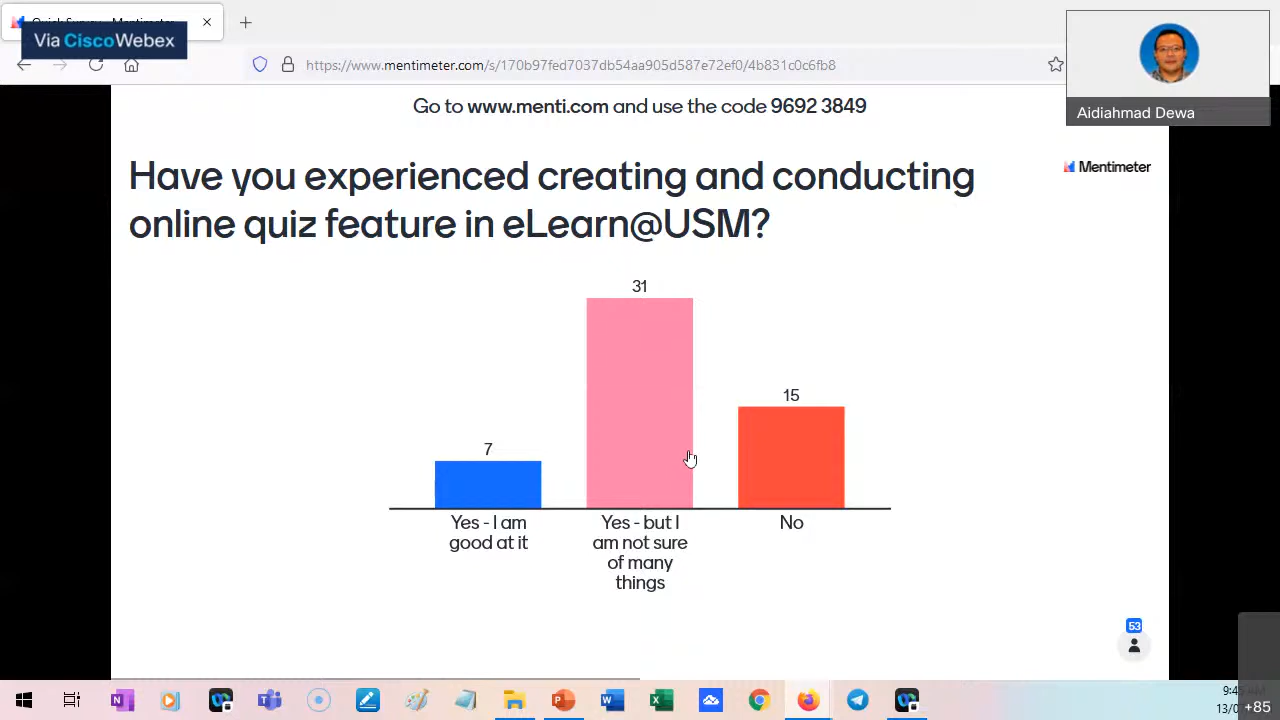 Via CiscoWebex
https://www.mentimeter.com/s/170b97fed7037db54aa905d587e72ef0/4b831c0c6fb8
Aidiahmad Dewa
Go to www.menti.com and use the code 9692 3849
Mentimeter
Have you experienced creating and conducting
online quiz feature in eLearn@USM?
31
15
7
Yes - I am
good at it
Yes - but I
am not sure
of many
things
No
53
+85